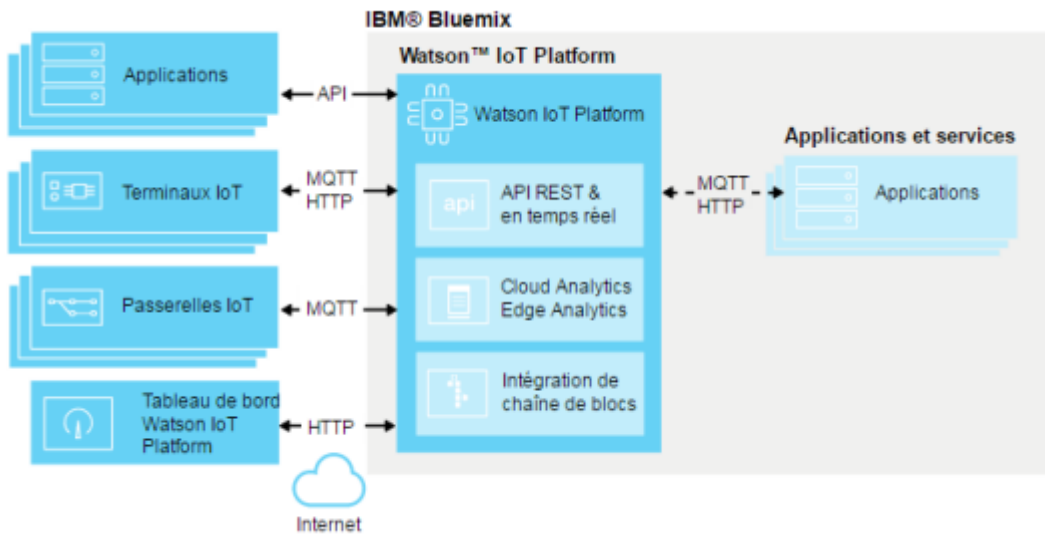 IBM® Bluemix
Watson™ IoT Platform
Applications
API
Watson IoT Platform
Applications et services
Terminaux IoT
MQTT
HTTP
api
API REST &
en temps réel
MQTT
HTTP
Applications
Passerelles IoT
MQTT
Cloud Analytics
Edge Analytics
Tableau de bord
Watson IoT
Platform
HTTP
Intégration de
chaîne de blocs
Internet